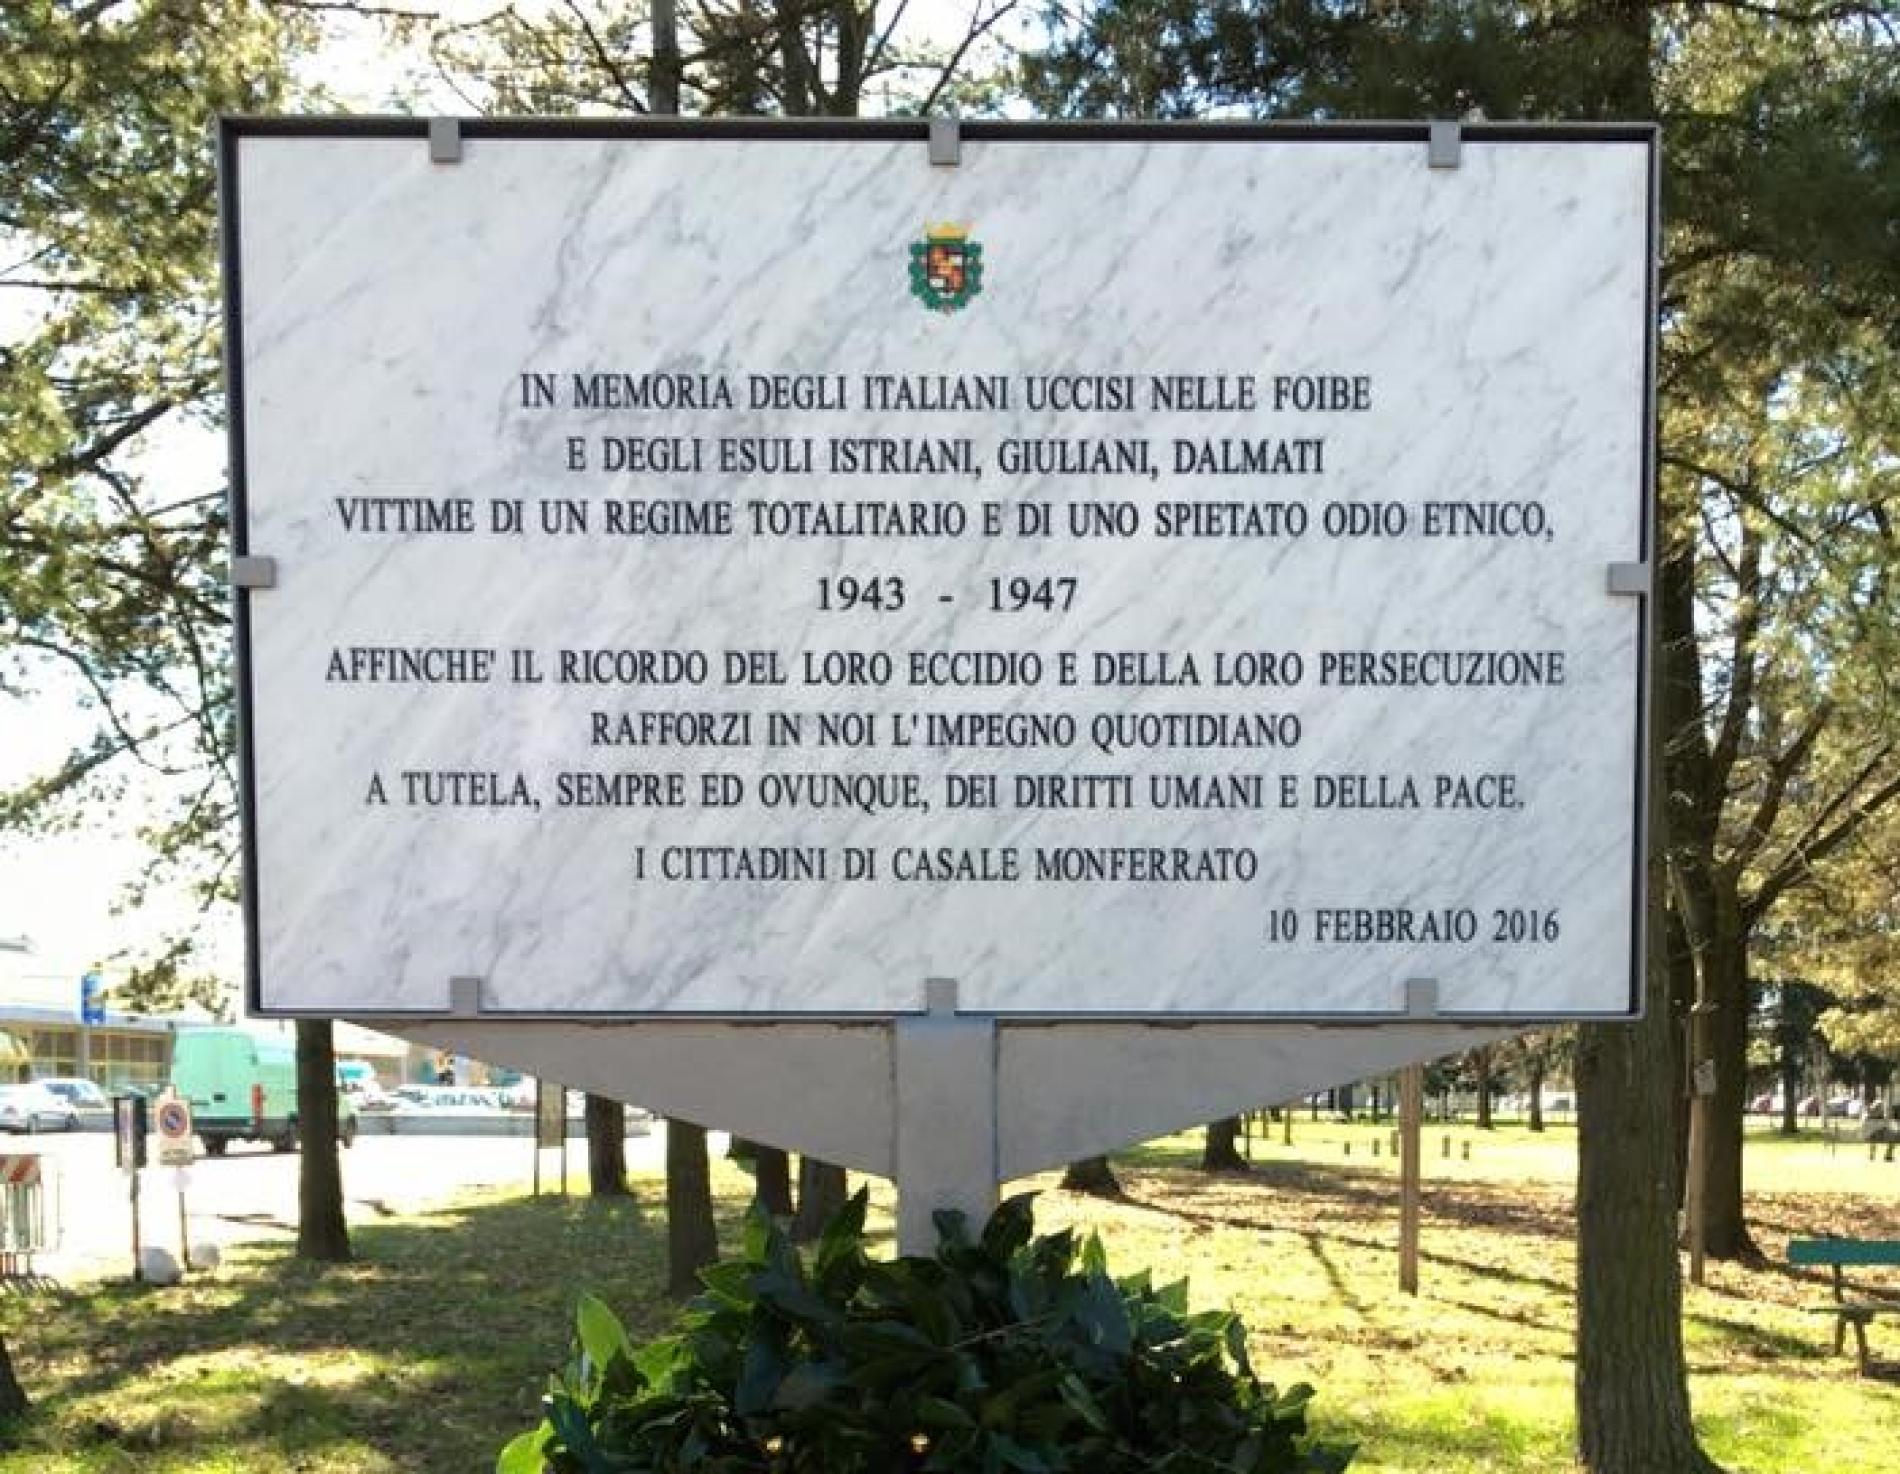 IN MEMORIA DEGLI ITALIANI UCCISI NELLE FOIBE
E DEGLI ESULI ISTRIANI, GIULIANI, DALMATI
VITTIME DI UN REGIME TOTALITARIO E DI UNO SPIETATO ODIO ETNICO,
1943 - 1947
AFFINCHE' IL RICORDO DEL LORO ECCIDIO E DELLA LORO PERSECUZIONE
RAFFORZI IN NOI L'IMPEGNO QUOTIDIANO
A TUTELA, SEMPRE ED OVUNQUE, DEI DIRITTI UMANI E DELLA PACE.
I CITTADINI DI CASALE MONFERRATO
10 FEBBRAIO 2016